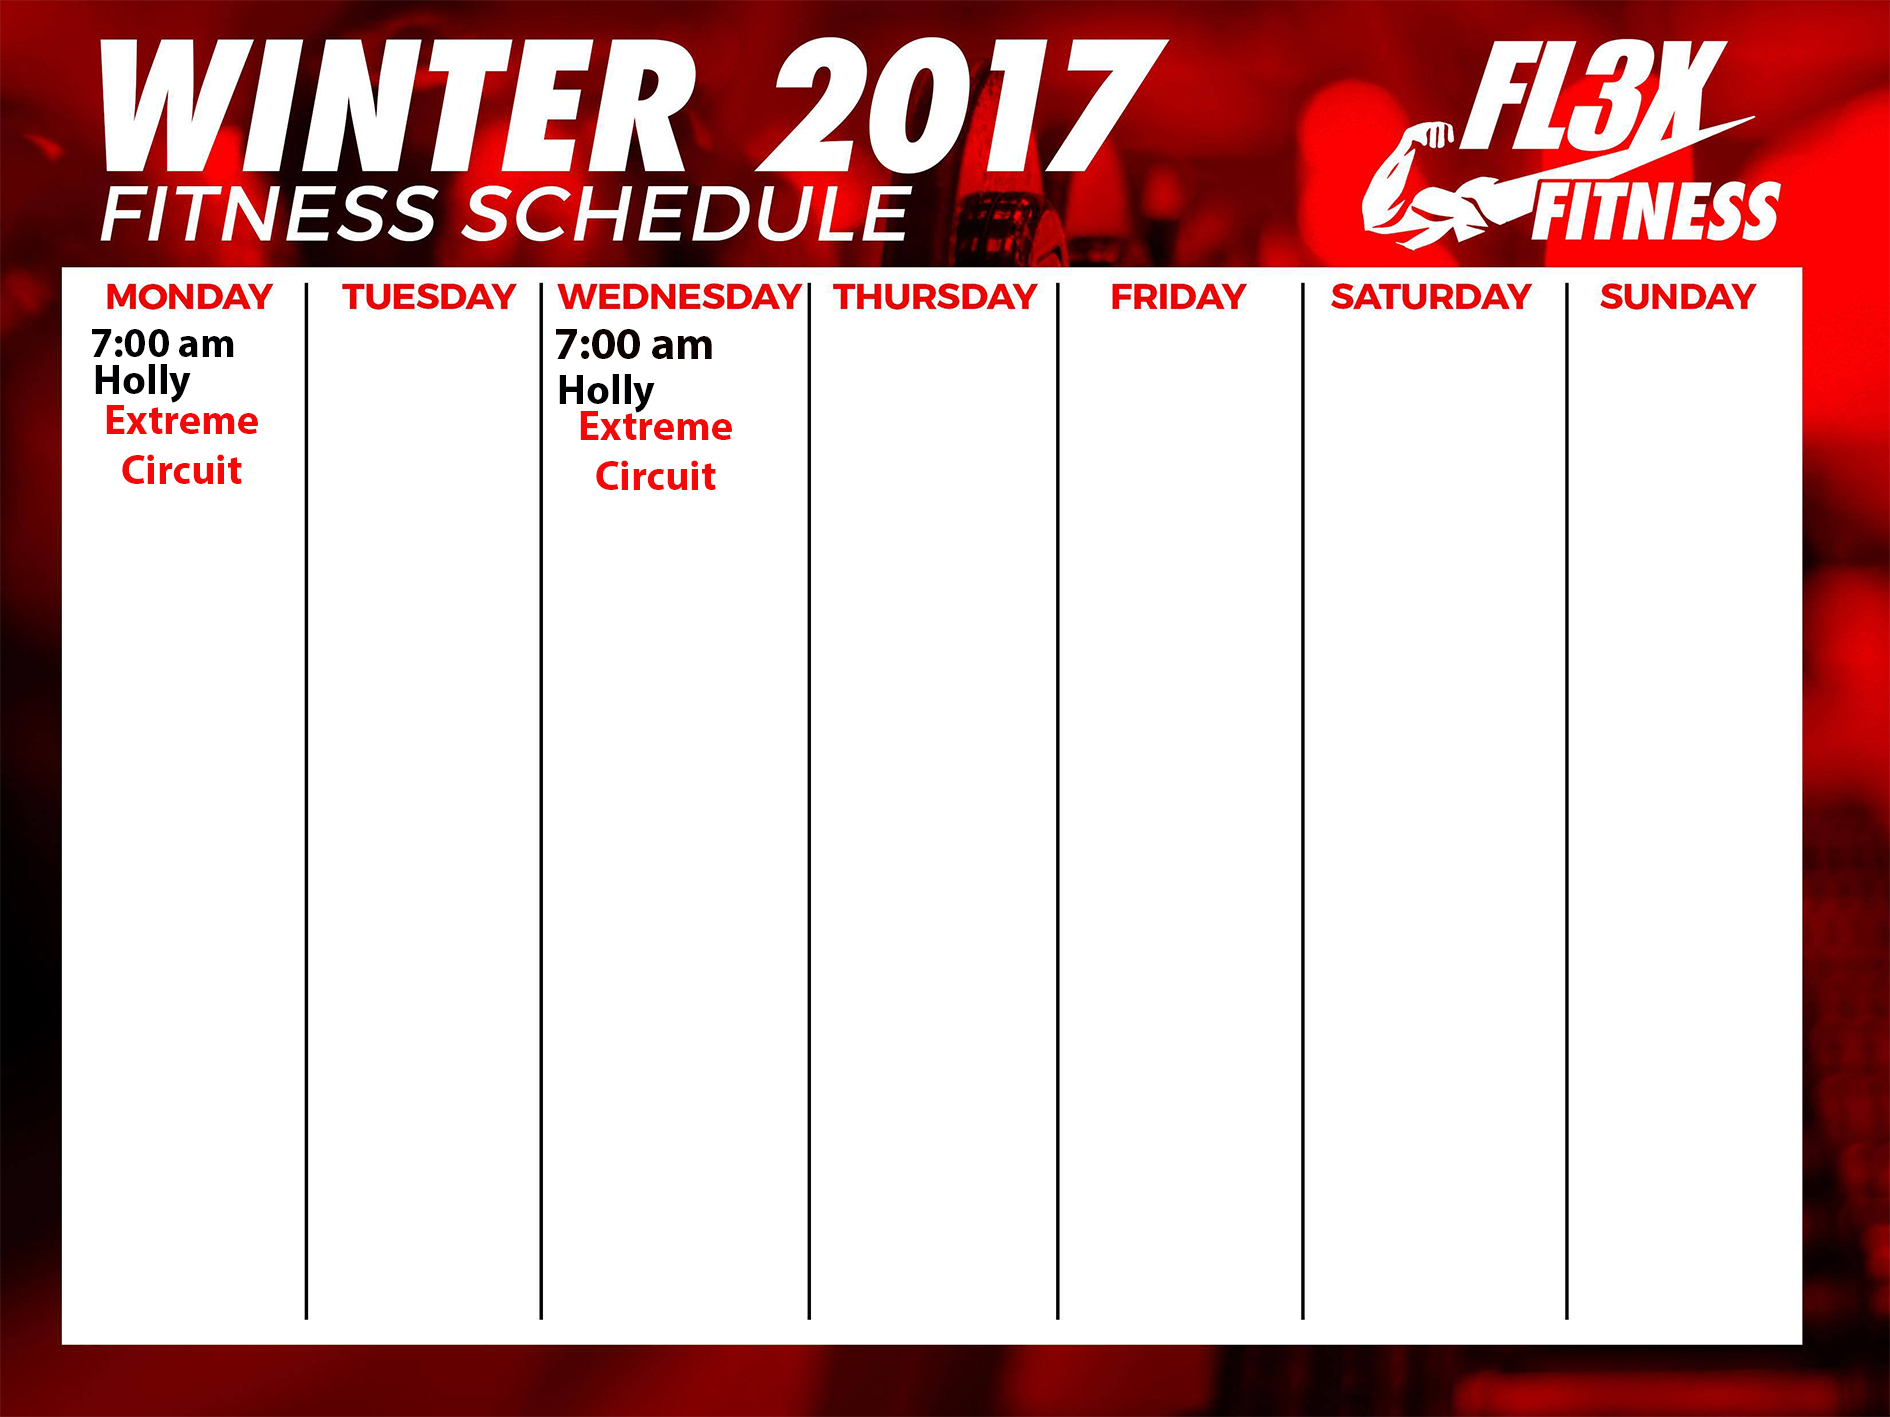 WINTER 2017
FITNESS SCHEDULE
FL3X
FITNESS
MONDAY
TUESDAY
WEDNESDAY
THURSDAY
FRIDAY
SATURDAY
SUNDAY
7:00 am
Holly
Extreme
Circuit
7:00 am
Holly
Extreme
Circuit